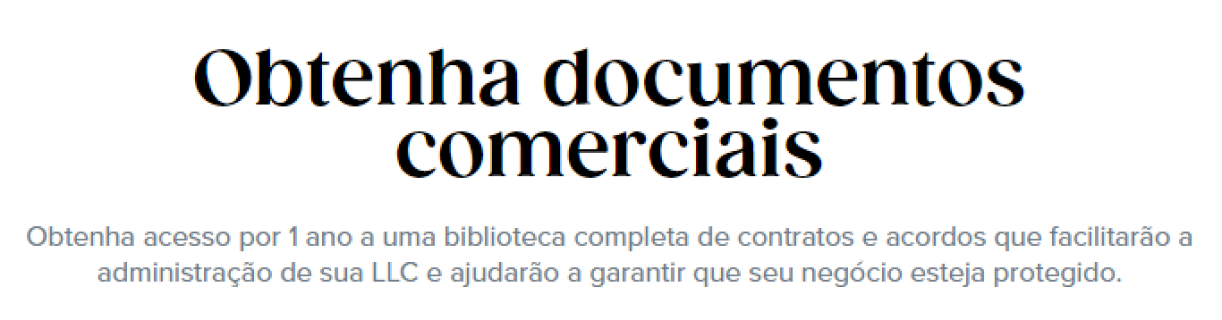 Obtenha documentos
comerciais
Obtenha acesso por 1 ano a uma biblioteca completa de contratos e acordos que facilitarão a
administração de sua LLC e ajudarão a garantir que seu negócio esteja protegido.